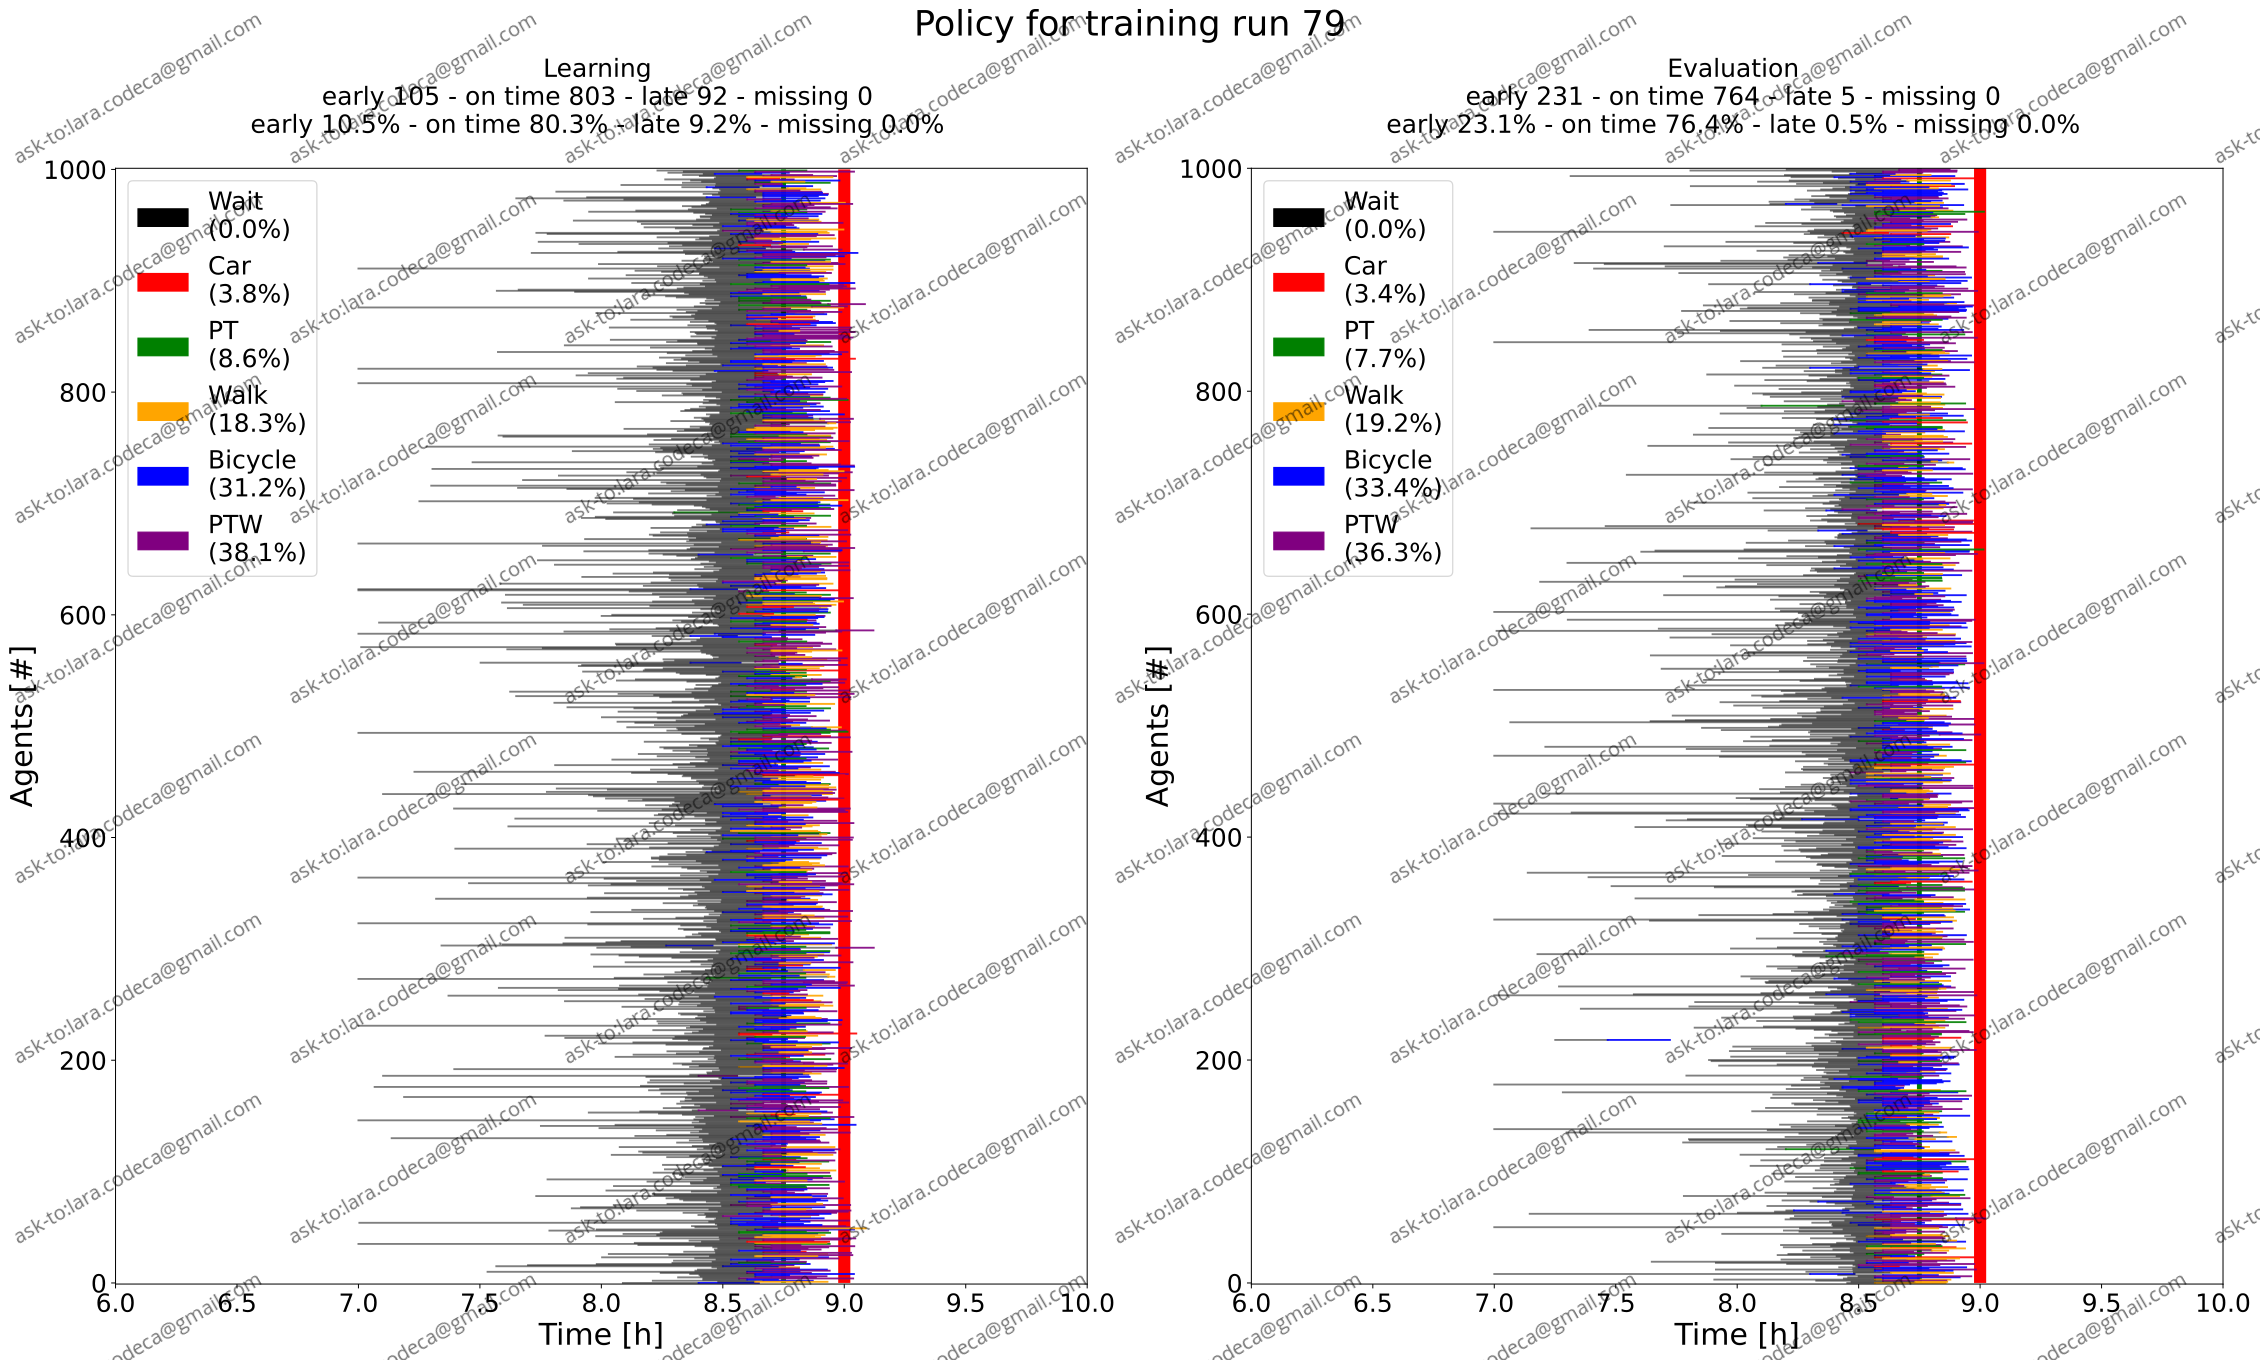 Policy for training run 79
Learning
early 105 - on time 803 - late 92 - missing 0
early 10.5% - on time 80.3% - late 9.2% - missing 0.0%
1000
800
600
400
200
0
Agents [#]
Wait
(0.0%)
Car
(3.8%)
PT
(8.6%)
Walk
(18.3%)
Bicycle
(31.2%)
PTW
(38.1%)
6.0 6.5 7.0 7.5 8.0 8.5 9.0 9.5 10.0
Time [h]
Evaluation
early 231 - on time 764 - late 5 - missing 0
early 23.1% - on time 76.4% - late 0.5% - missing 0.0%
1000
800
600
400
200
0
Agents [#]
Wait
(0.0%)
Car
(3.4%)
PT
(7.7%)
Walk
(19.2%)
Bicycle
(33.4%)
PTW
(36.3%)
6.0 6.5 7.0 7.5 8.0 8.5 9.0 9.5 10.0
Time [h]
ask-to:lara.codeca@gmail.com